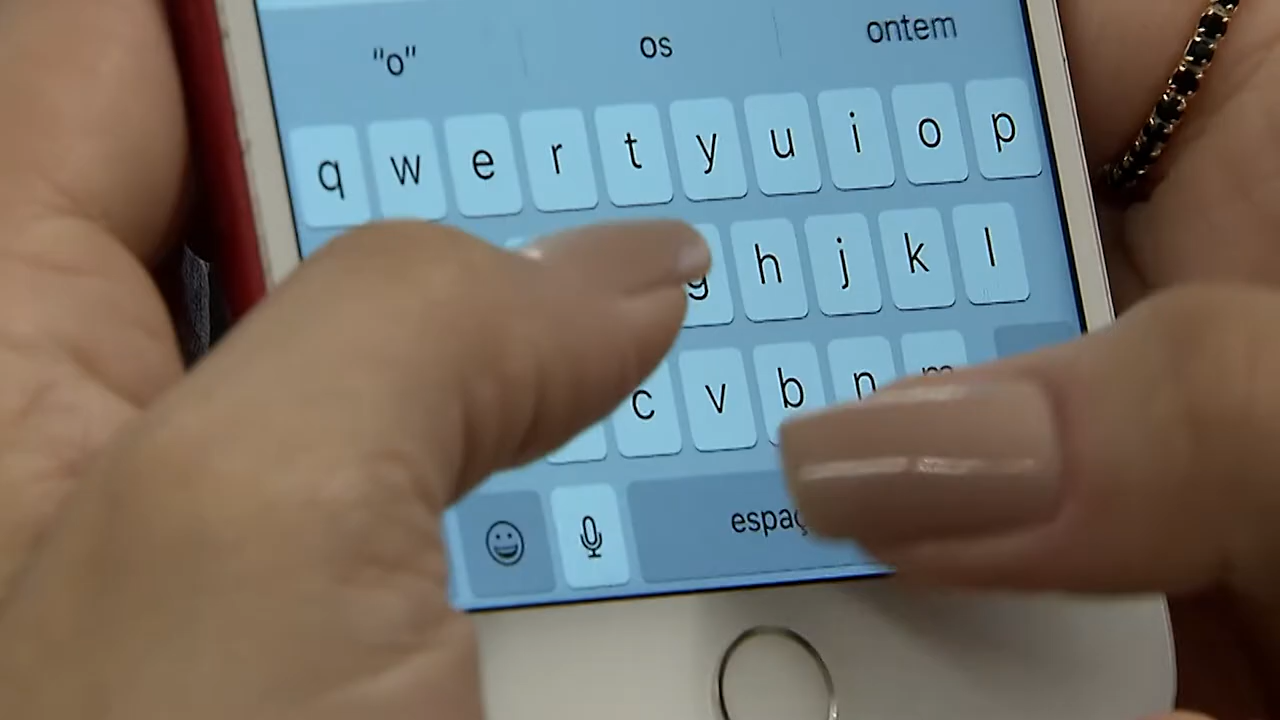 "o" os ontem
q w e r t y u i o p
g h j k l
c v b n m
espaç